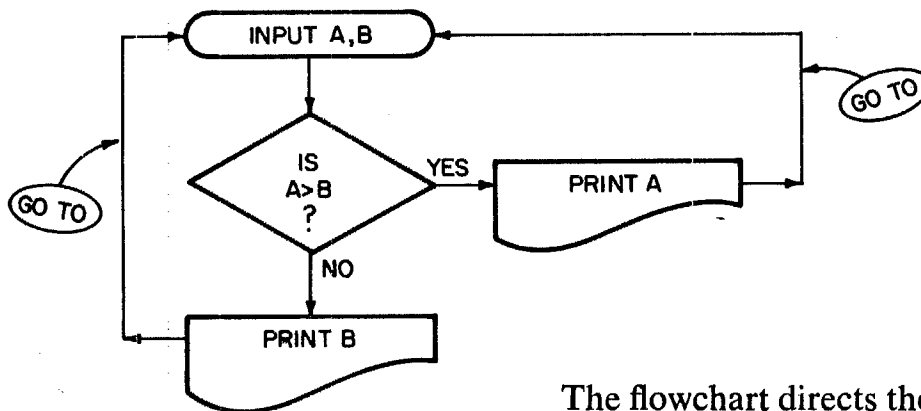 INPUT A,B
GO TO
IS
A>B
?
YES
PRINT A
GO TO
NO
PRINT B
The flowchart directs the